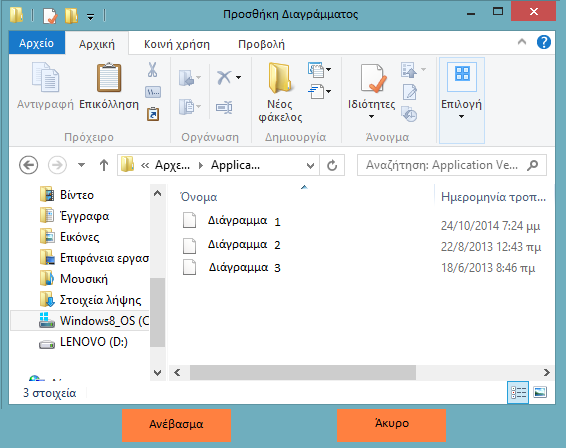 Προσθήκη Διαγράμματος
Αρχείο Αρχική Κοινή χρήση Προβολή
Αντιγραφή Επικόλληση Νέος φάκελος Ιδιότητες Επιλογή
Πρόχειρο Οργάνωση Δημιουργία Άνοιγμα
Αρχε... Applica... Αναζήτηση: Application Ve...
Όνομα Ημερομηνία τροπ...
Βίντεο
Έγγραφα
Εικόνες
Επιφάνεια εργασ
Μουσική
Στοιχεία λήψης
Windows8_OS (C
LENOVO (D:)
Διάγραμμα 1 24/10/2014 7:24 μμ
Διάγραμμα 2 22/8/2013 12:43 πμ
Διάγραμμα 3 18/6/2013 8:46 πμ
3 στοιχεία
Ανέβασμα Άκυρο